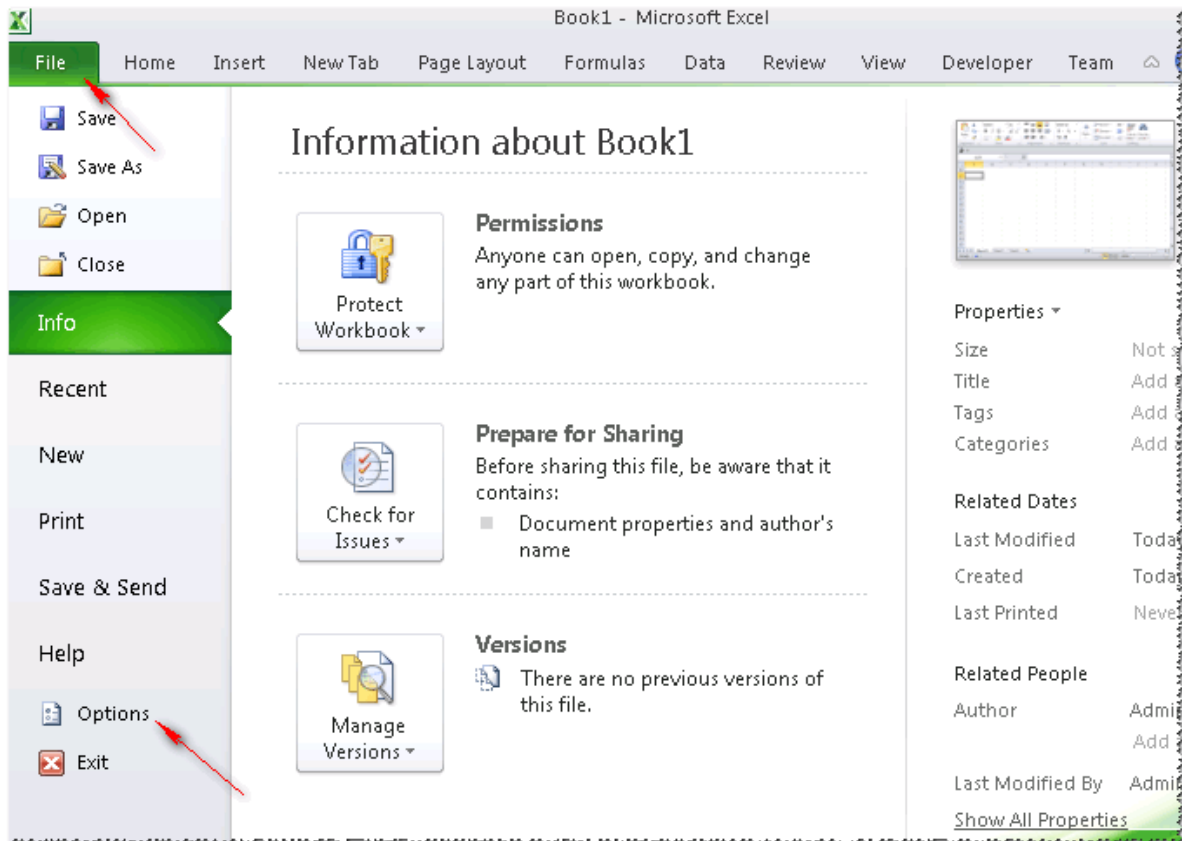 Book1 - Microsoft Excel
File Home Insert New Tab Page Layout Formulas Data Review View Developer Team
Save
Save As
Open
Close
Info
Recent
New
Print
Save & Send
Help
Options
Exit
Information about Book1
Protect
Workbook
Permissions
Anyone can open, copy, and change
any part of this workbook.
Check for
Issues
Prepare for Sharing
Before sharing this file, be aware that it
contains:
Document properties and author's
name
Manage
Versions
Versions
There are no previous versions of
this file.
Properties
Size Not
Title Add
Tags Add
Categories Add
Related Dates
Last Modified
Created
Last Printed
Related People
Author
Add
Last Modified By
Show All Properties